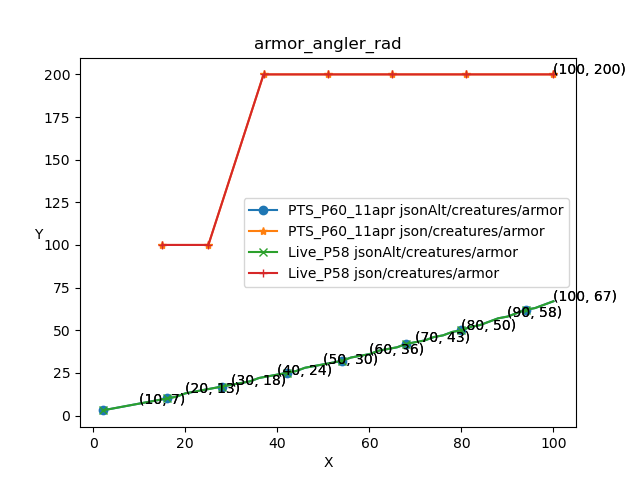 armor_angler_rad
(100, 200)
200
175
150
125
100
75
50
25
0
Y
PTS_P60_11apr jsonAlt/creatures/armor
PTS_P60_11apr json/creatures/armor
Live_P58 jsonAlt/creatures/armor
Live_P58 json/creatures/armor
(100, 67)
(90, 58)
(80, 50)
(70, 43)
(60, 36)
(50, 30)
(40, 24)
(30, 18)
(20, 13)
(10, 7)
0 20 40 60 80 100
X